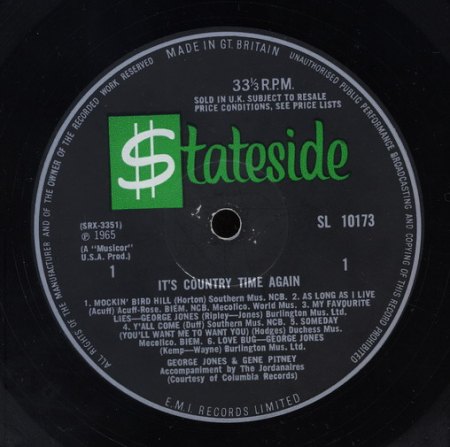 MADE IN GT. BRITAIN
UNAUTHORISED PUBLIC PERFORMANCE BROADCASTING AND COPYING OF THIS RECORD PROHIBITED
ALL RIGHTS OF THE MANUFACTURER AND OF THE OWNER OF THE RECORDED WORK RESERVED
33⅓ R.P.M.
SOLD IN U.K. SUBJECT TO RESALE
PRICE CONDITIONS, SEE PRICE LISTS
$tateside
(SRX-3351)
℗ 1965
(A "Musicor"
U.S.A. Prod.)
SL 10173
1
1
IT'S COUNTRY TIME AGAIN
1. MOCKIN' BIRD HILL (Horton) Southern Mus. NCB. 2. AS LONG AS I LIVE
(Acuff) Acuff-Rose. BIEM. NCB. Mecolico. World Mus. 3. MY FAVOURITE
LIES—GEORGE JONES (Ripley—Jones) Burlington Mus. Ltd.
4. Y'ALL COME (Duff) Southern Mus. NCB. 5. SOMEDAY
(YOU'LL WANT ME TO WANT YOU) (Hodges) Duchess Mus.
Mecolico. BIEM. 6. LOVE BUG—GEORGE JONES
(Kemp—Wayne) Burlington Mus. Ltd.
GEORGE JONES & GENE PITNEY
Accompaniment by The Jordanaires
(Courtesy of Columbia Records)
E.M.I. RECORDS LIMITED